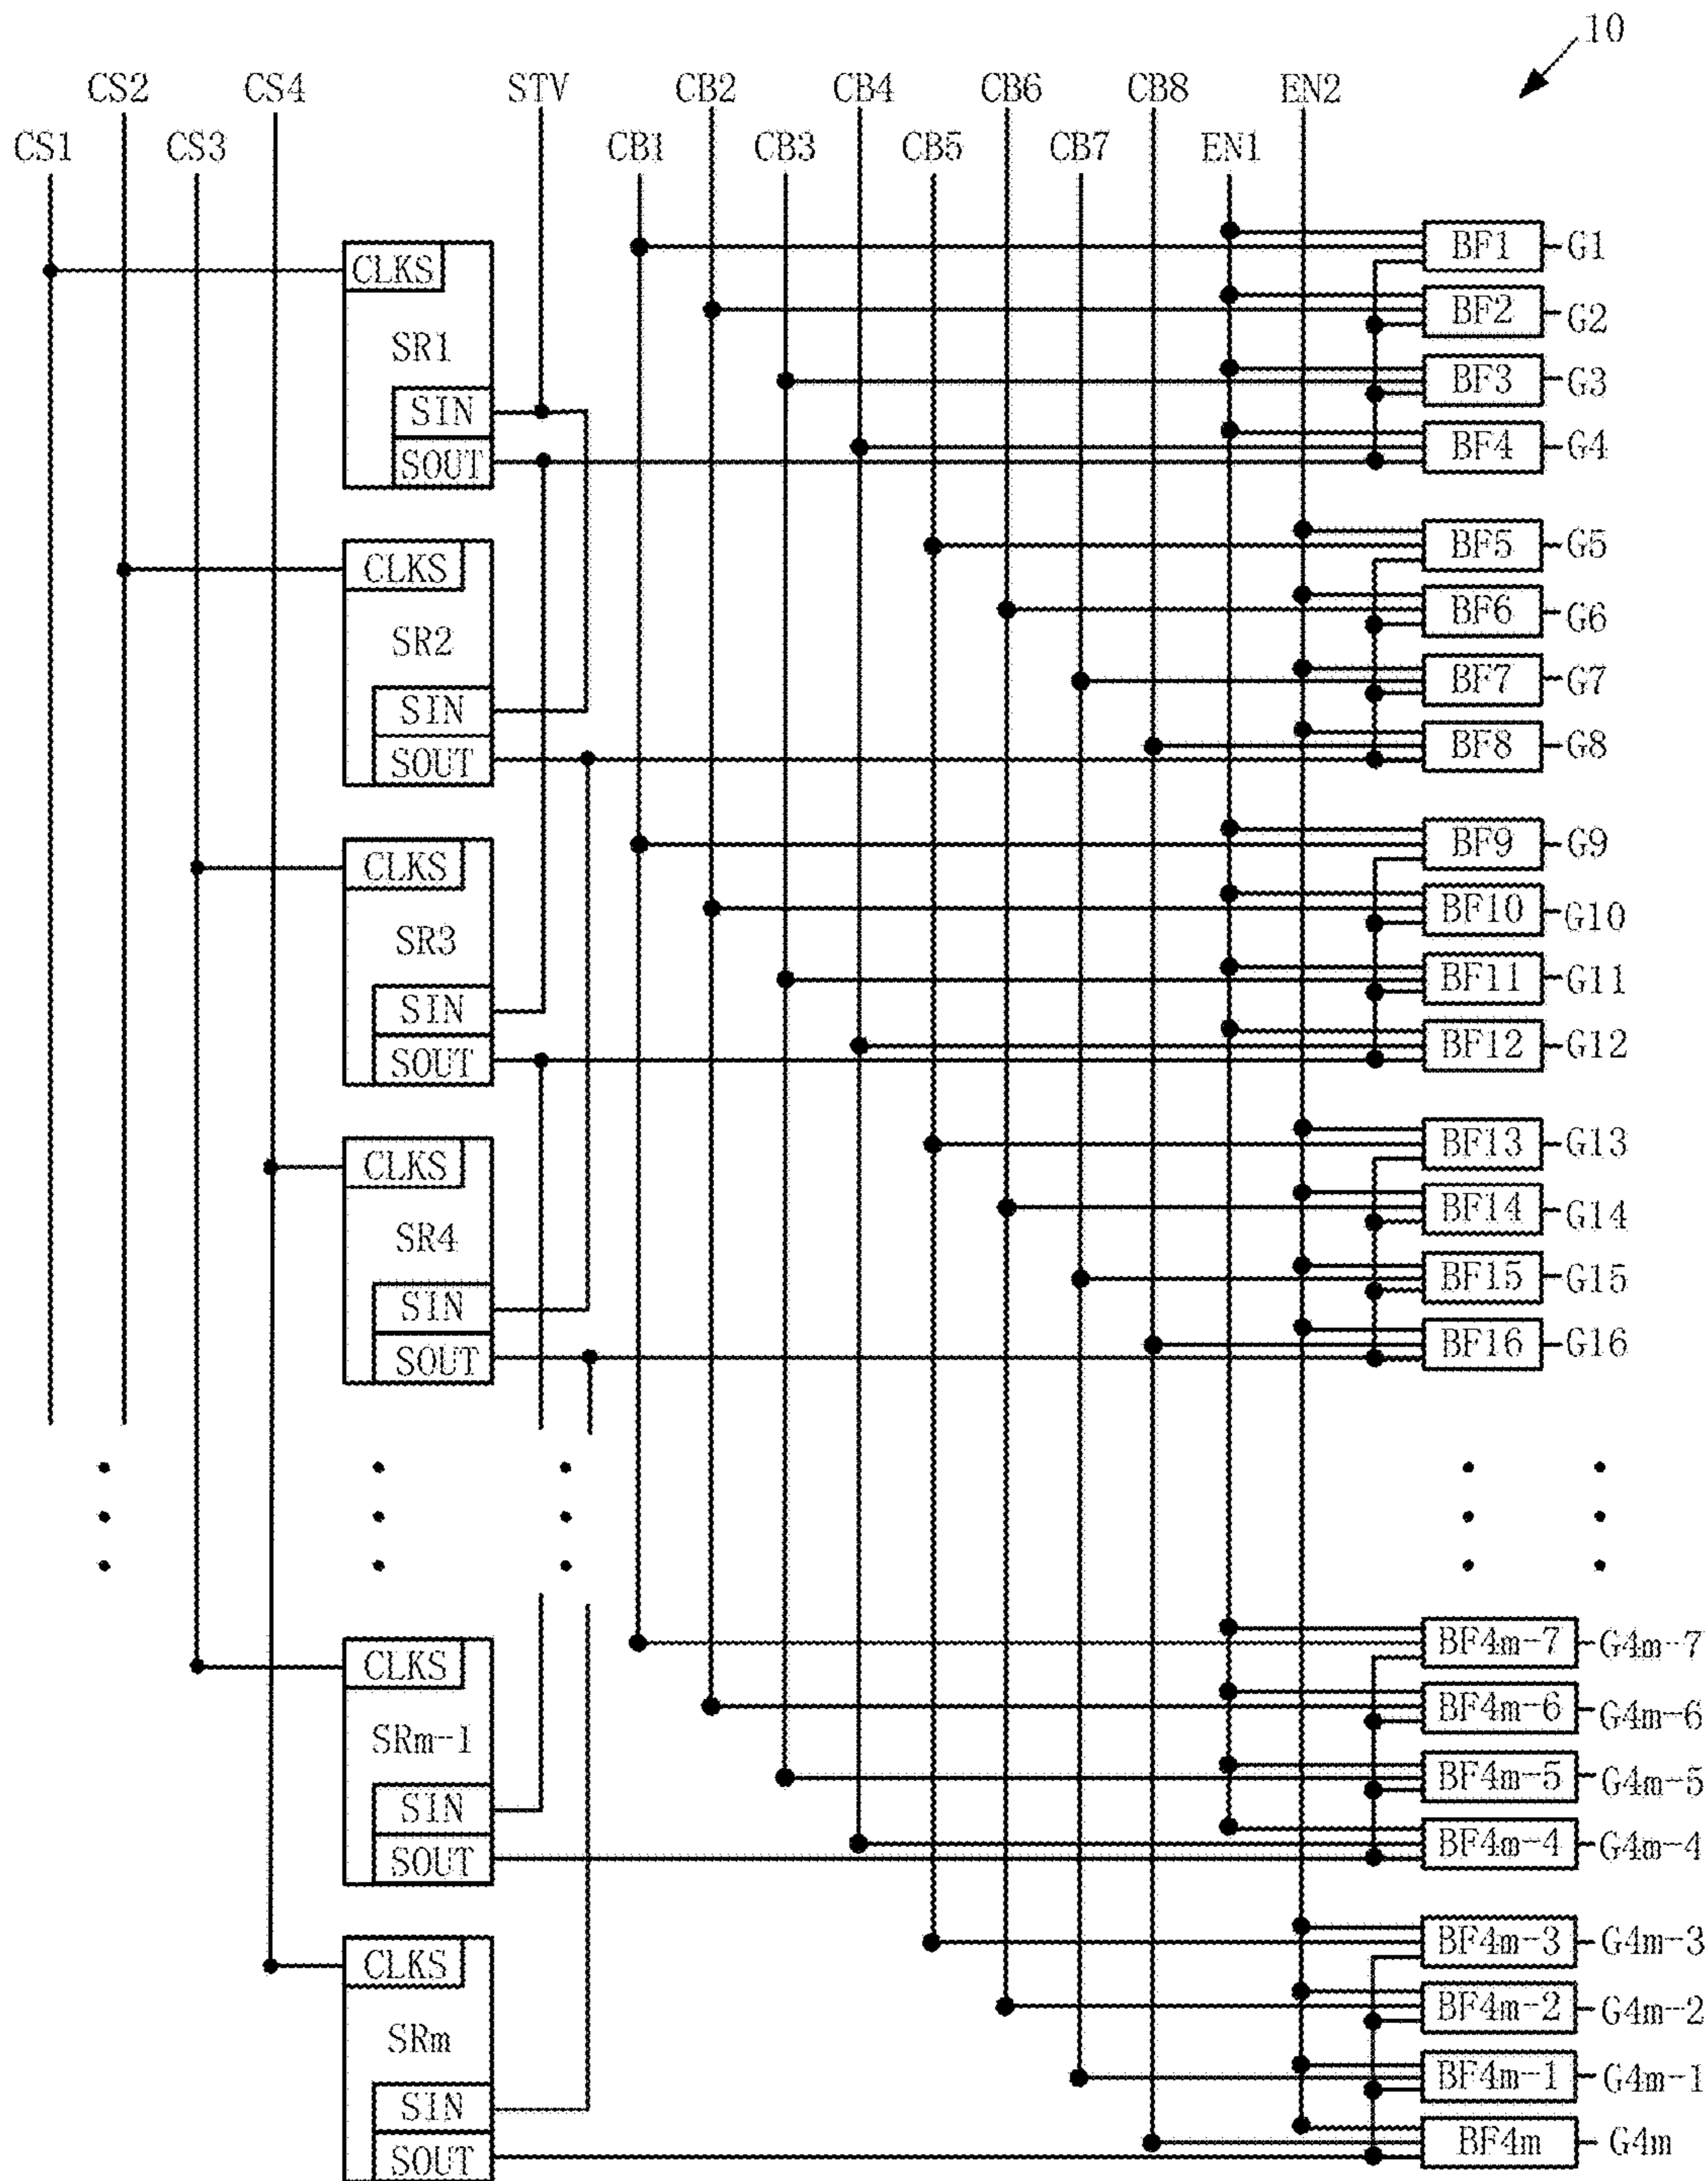 10
CS2 CS4 STV CB2 CB4 CB6 CB8 EN2
CS1 CS3 CB1 CB3 CB5 CB7 EN1
CLKS
SR1
SIN
SOUT
BF1 G1
BF2 G2
BF3 G3
BF4 G4
CLKS
SR2
SIN
SOUT
BF5 G5
BF6 G6
BF7 G7
BF8 G8
CLKS
SR3
SIN
SOUT
BF9 G9
BF10 G10
BF11 G11
BF12 G12
CLKS
SR4
SIN
SOUT
BF13 G13
BF14 G14
BF15 G15
BF16 G16
CLKS
SRm-1
SIN
SOUT
BF4m-7 G4m-7
BF4m-6 G4m-6
BF4m-5 G4m-5
BF4m-4 G4m-4
CLKS
SRm
SIN
SOUT
BF4m-3 G4m-3
BF4m-2 G4m-2
BF4m-1 G4m-1
BF4m G4m